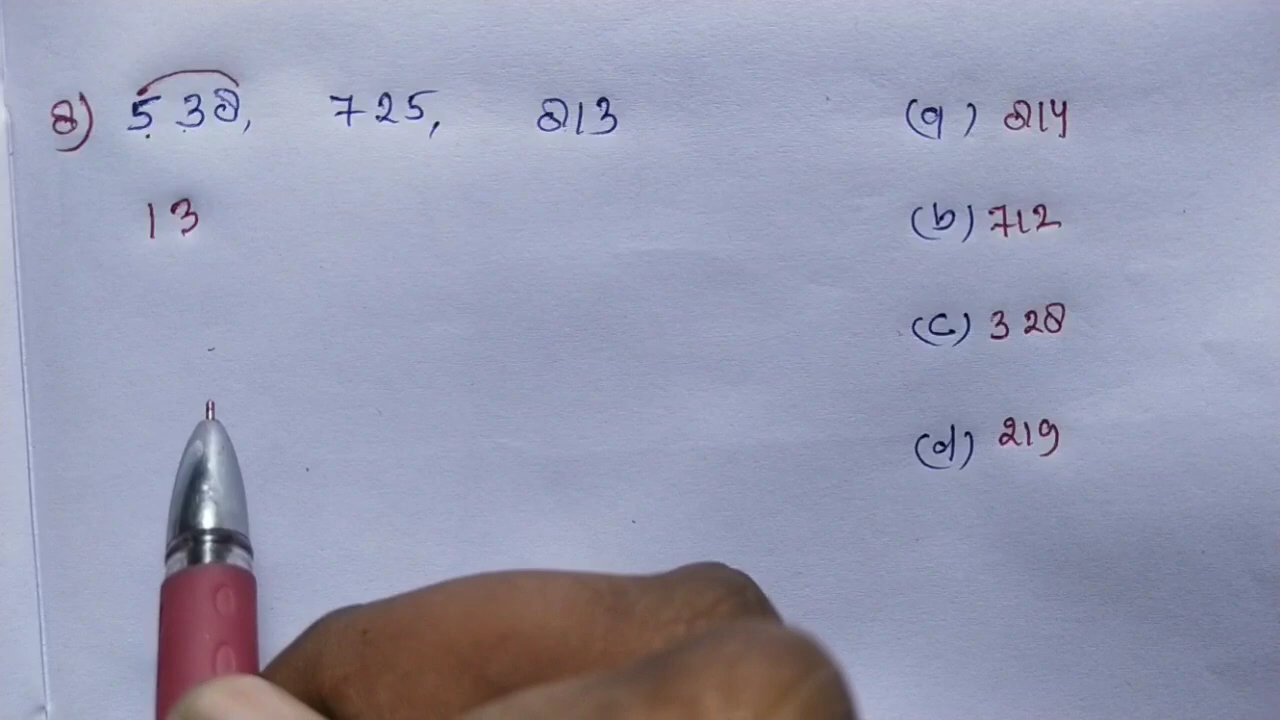 8) 538, 725, 813 (a) 814
13 (b) 712
(c) 328
(d) 219